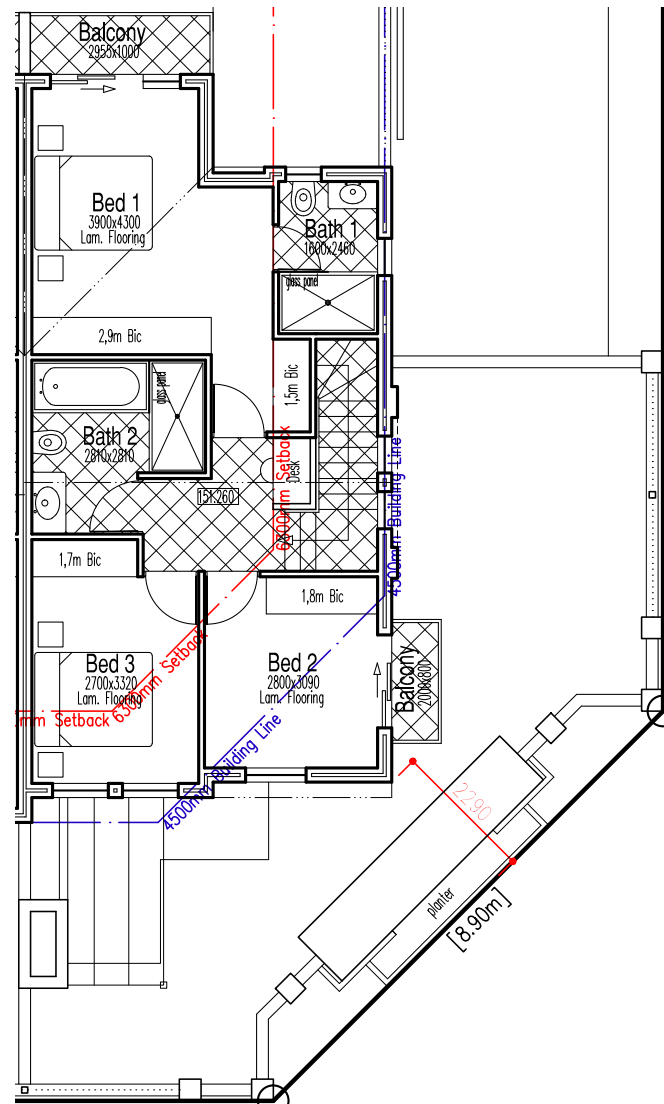 Balcony
2955x1000
Bed 1
3900x4300
Lam. Flooring
Bath 1
1600x2460
glass panel
2,9m Bic
1,5m Bic
glass panel
Bath 2
2810x2810
151.260
Desk
6300mm Setback
4500mm Building Line
1,7m Bic
1,8m Bic
Bed 3
2700x3320
Lam. Flooring
Bed 2
2800x3090
Lam. Flooring
Balcony
2000x800
mm Setback
6300mm Setback
4500mm Building Line
2290
planter
[8.90m]